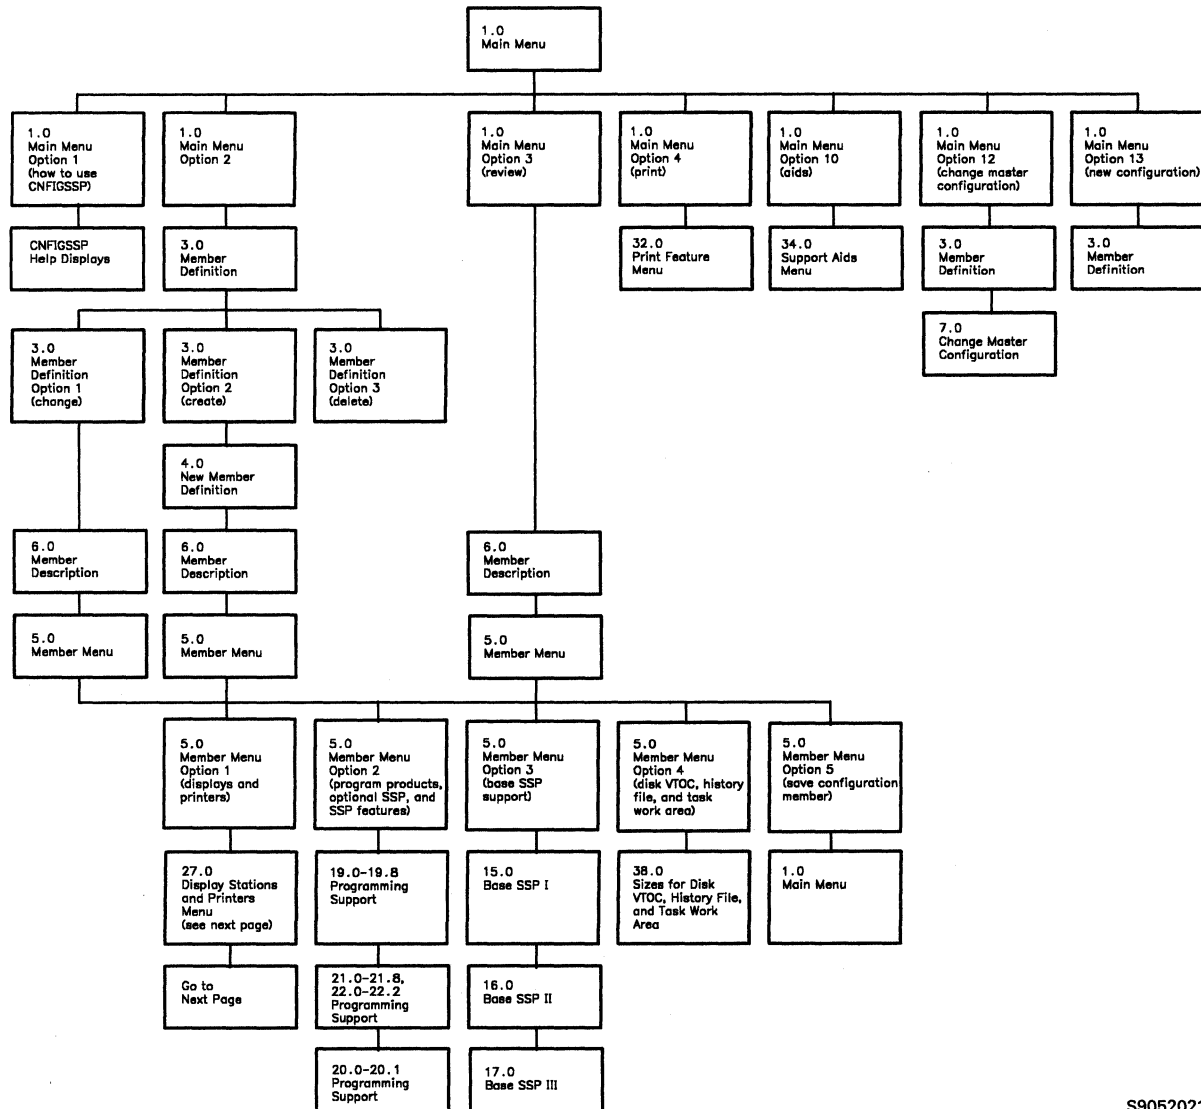 1.0
Main Menu
1.0
Main Menu
Option 1
(how to use
CNFIGSSP)
1.0
Main Menu
Option 2
1.0
Main Menu
Option 3
(review)
1.0
Main Menu
Option 4
(print)
1.0
Main Menu
Option 10
(aids)
1.0
Main Menu
Option 12
(change master
configuration)
1.0
Main Menu
Option 13
(new configuration)
CNFIGSSP
Help Displays
3.0
Member
Definition
32.0
Print Feature
Menu
34.0
Support Aids
Menu
3.0
Member
Definition
3.0
Member
Definition
3.0
Member
Definition
Option 1
(change)
3.0
Member
Definition
Option 2
(create)
3.0
Member
Definition
Option 3
(delete)
7.0
Change Master
Configuration
4.0
New Member
Definition
6.0
Member
Description
6.0
Member
Description
6.0
Member
Description
5.0
Member Menu
5.0
Member Menu
5.0
Member Menu
5.0
Member Menu
Option 1
(displays and
printers)
5.0
Member Menu
Option 2
(program products,
optional SSP, and
SSP features)
5.0
Member Menu
Option 3
(base SSP
support)
5.0
Member Menu
Option 4
(disk VTOC, history
file, and task
work area)
5.0
Member Menu
Option 5
(save configuration
member)
27.0
Display Stations
and Printers
Menu
(see next page)
19.0-19.8
Programming
Support
15.0
Base SSP I
38.0
Sizes for Disk
VTOC, History File,
and Task Work
Area
1.0
Main Menu
Go to
Next Page
21.0-21.8,
22.0-22.2
Programming
Support
16.0
Base SSP II
20.0-20.1
Programming
Support
17.0
Base SSP III